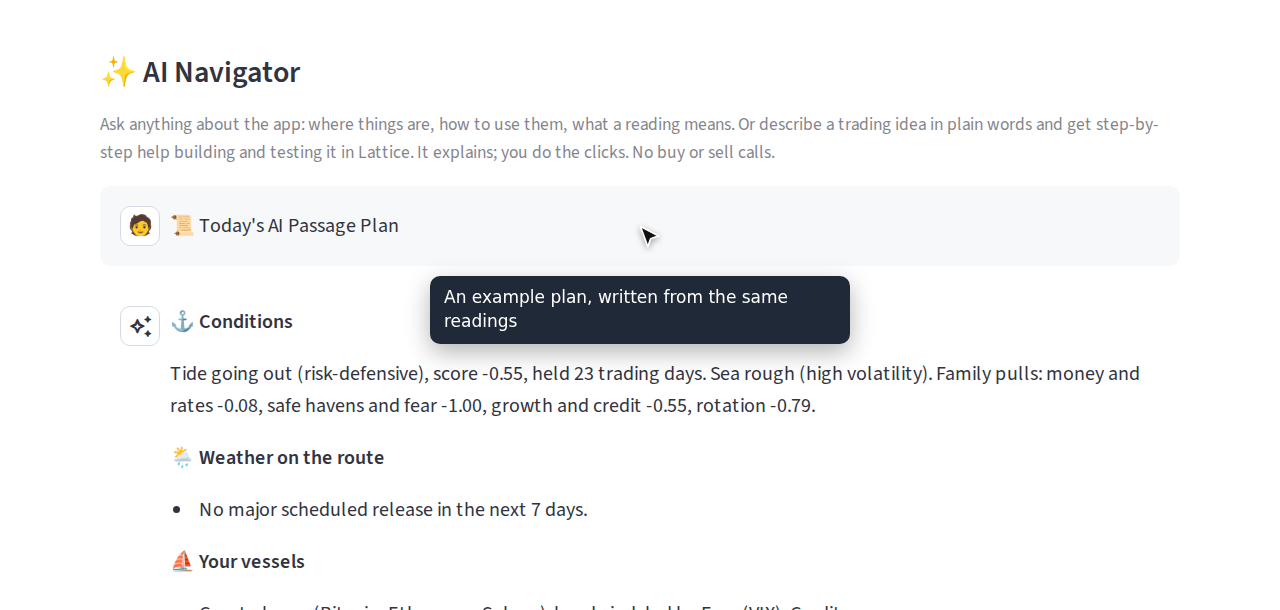 ✨ AI Navigator
Ask anything about the app: where things are, how to use them, what a reading means. Or describe a trading idea in plain words and get step-by-
step help building and testing it in Lattice. It explains; you do the clicks. No buy or sell calls.
📜 Today's AI Passage Plan
An example plan, written from the same
readings
⚓ Conditions
Tide going out (risk-defensive), score -0.55, held 23 trading days. Sea rough (high volatility). Family pulls: money and
rates -0.08, safe havens and fear -1.00, growth and credit -0.55, rotation -0.79.
🌦️ Weather on the route
• No major scheduled release in the next 7 days.
⛵ Your vessels